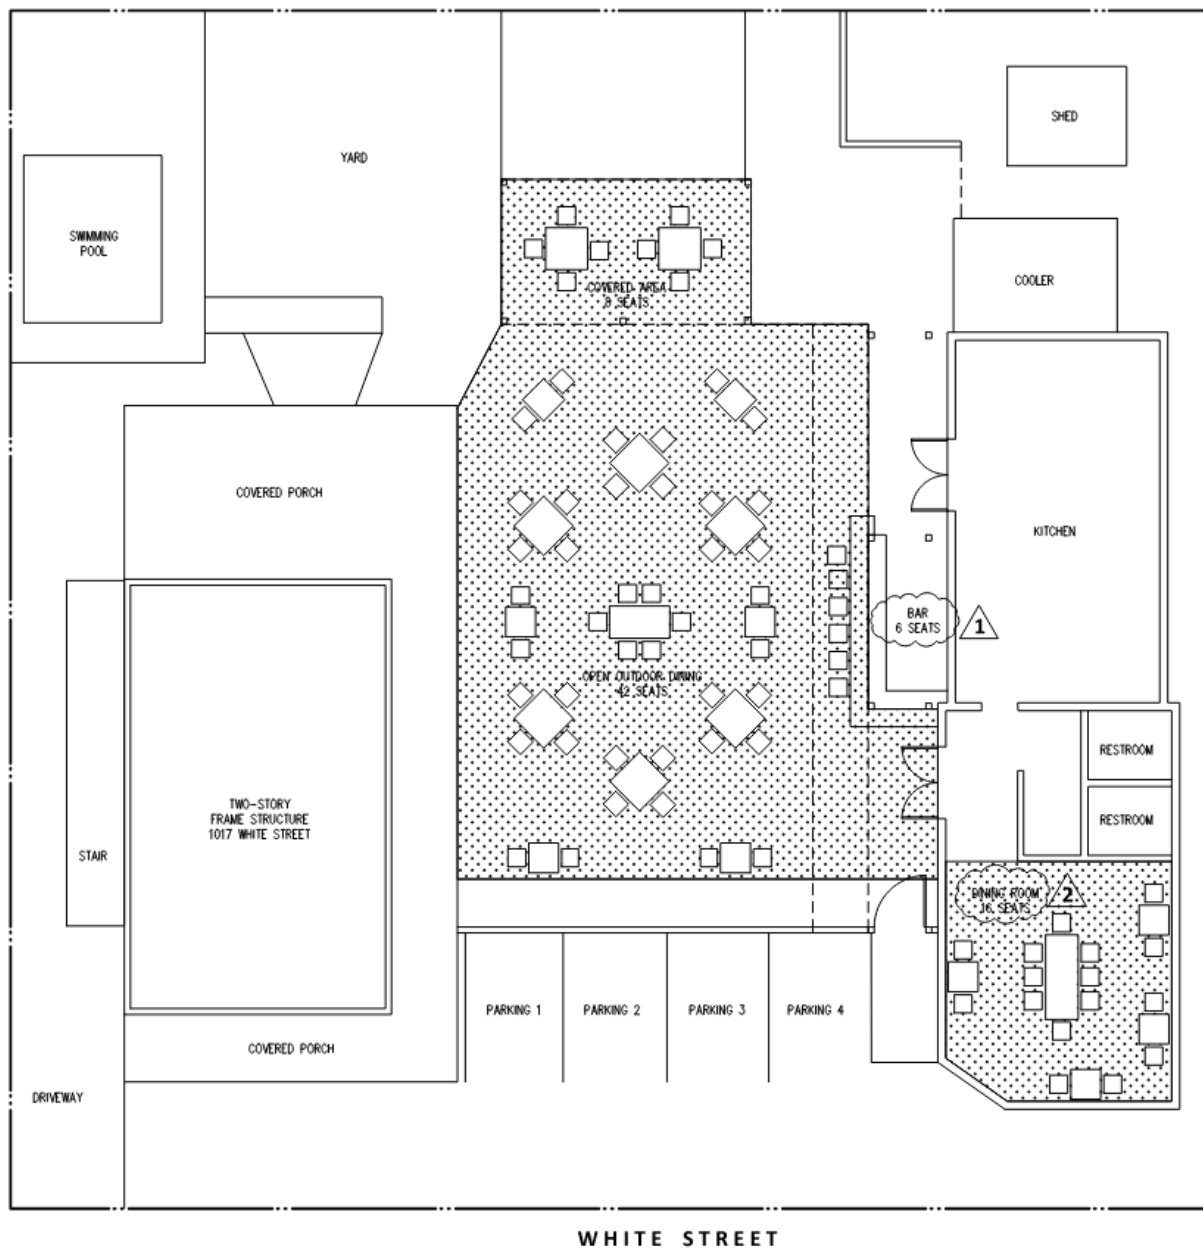 SHED
YARD
SWIMMING
POOL
COOLER
COVERED AREA
8 SEATS
COVERED PORCH
KITCHEN
BAR
6 SEATS
1
OPEN OUTDOOR DINING
42 SEATS
RESTROOM
TWO-STORY
FRAME STRUCTURE
1017 WHITE STREET
RESTROOM
STAIR
DINING ROOM
16 SEATS
2
PARKING 1
PARKING 2
PARKING 3
PARKING 4
COVERED PORCH
DRIVEWAY
WHITE STREET